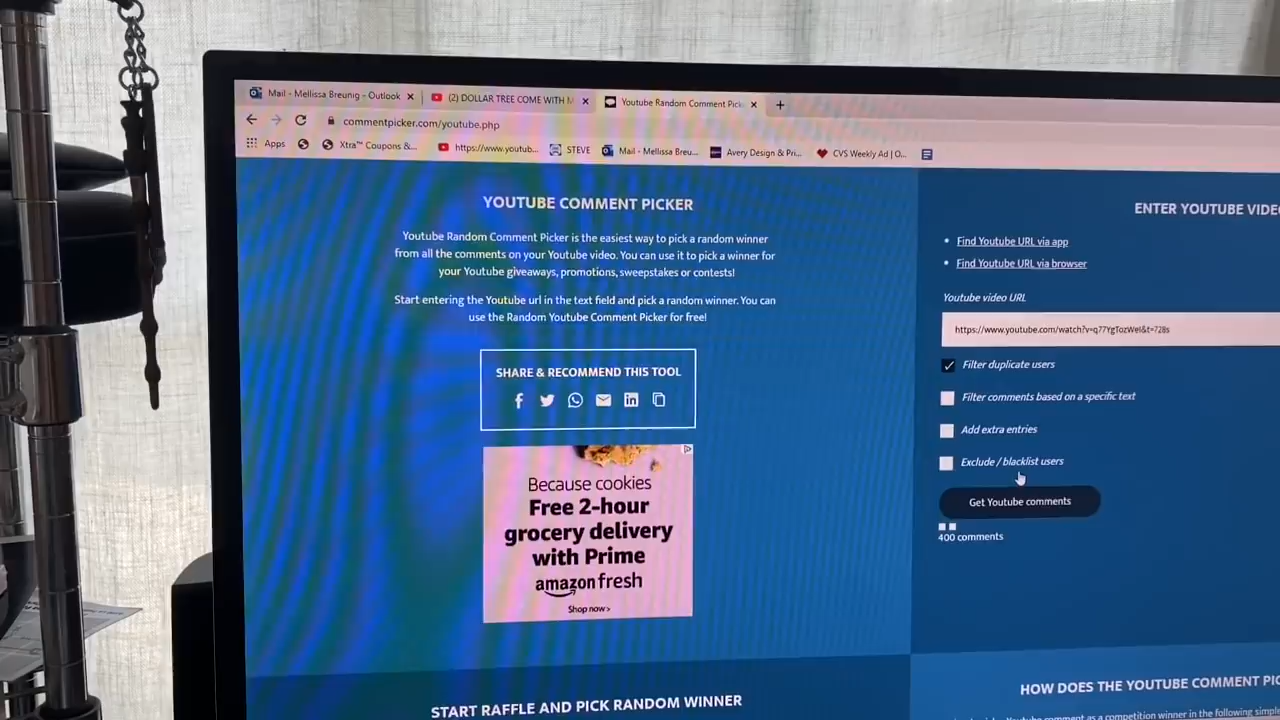 Mail - Mellissa Breunig - Outlook
(2) DOLLAR TREE COME WITH
Youtube Random Comment Pick
commentpicker.com/youtube.php
Apps
Xtra™ Coupons &...
https://www.youtub...
STEVE
Mail - Mellissa Breu...
Avery Design & Pri...
CVS Weekly Ad | O...
YOUTUBE COMMENT PICKER
Youtube Random Comment Picker is the easiest way to pick a random winner
from all the comments on your Youtube video. You can use it to pick a winner for
your Youtube giveaways, promotions, sweepstakes or contests!
Start entering the Youtube url in the text field and pick a random winner. You can
use the Random Youtube Comment Picker for free!
SHARE & RECOMMEND THIS TOOL
Because cookies
Free 2-hour
grocery delivery
with Prime
amazon fresh
Shop now >
START RAFFLE AND PICK RANDOM WINNER
ENTER YOUTUBE VIDE
Find Youtube URL via app
Find Youtube URL via browser
Youtube video URL
https://www.youtube.com/watch?v=q77YgTozWeI&t=728s
Filter duplicate users
Filter comments based on a specific text
Add extra entries
Exclude / blacklist users
Get Youtube comments
400 comments
HOW DOES THE YOUTUBE COMMENT PIC